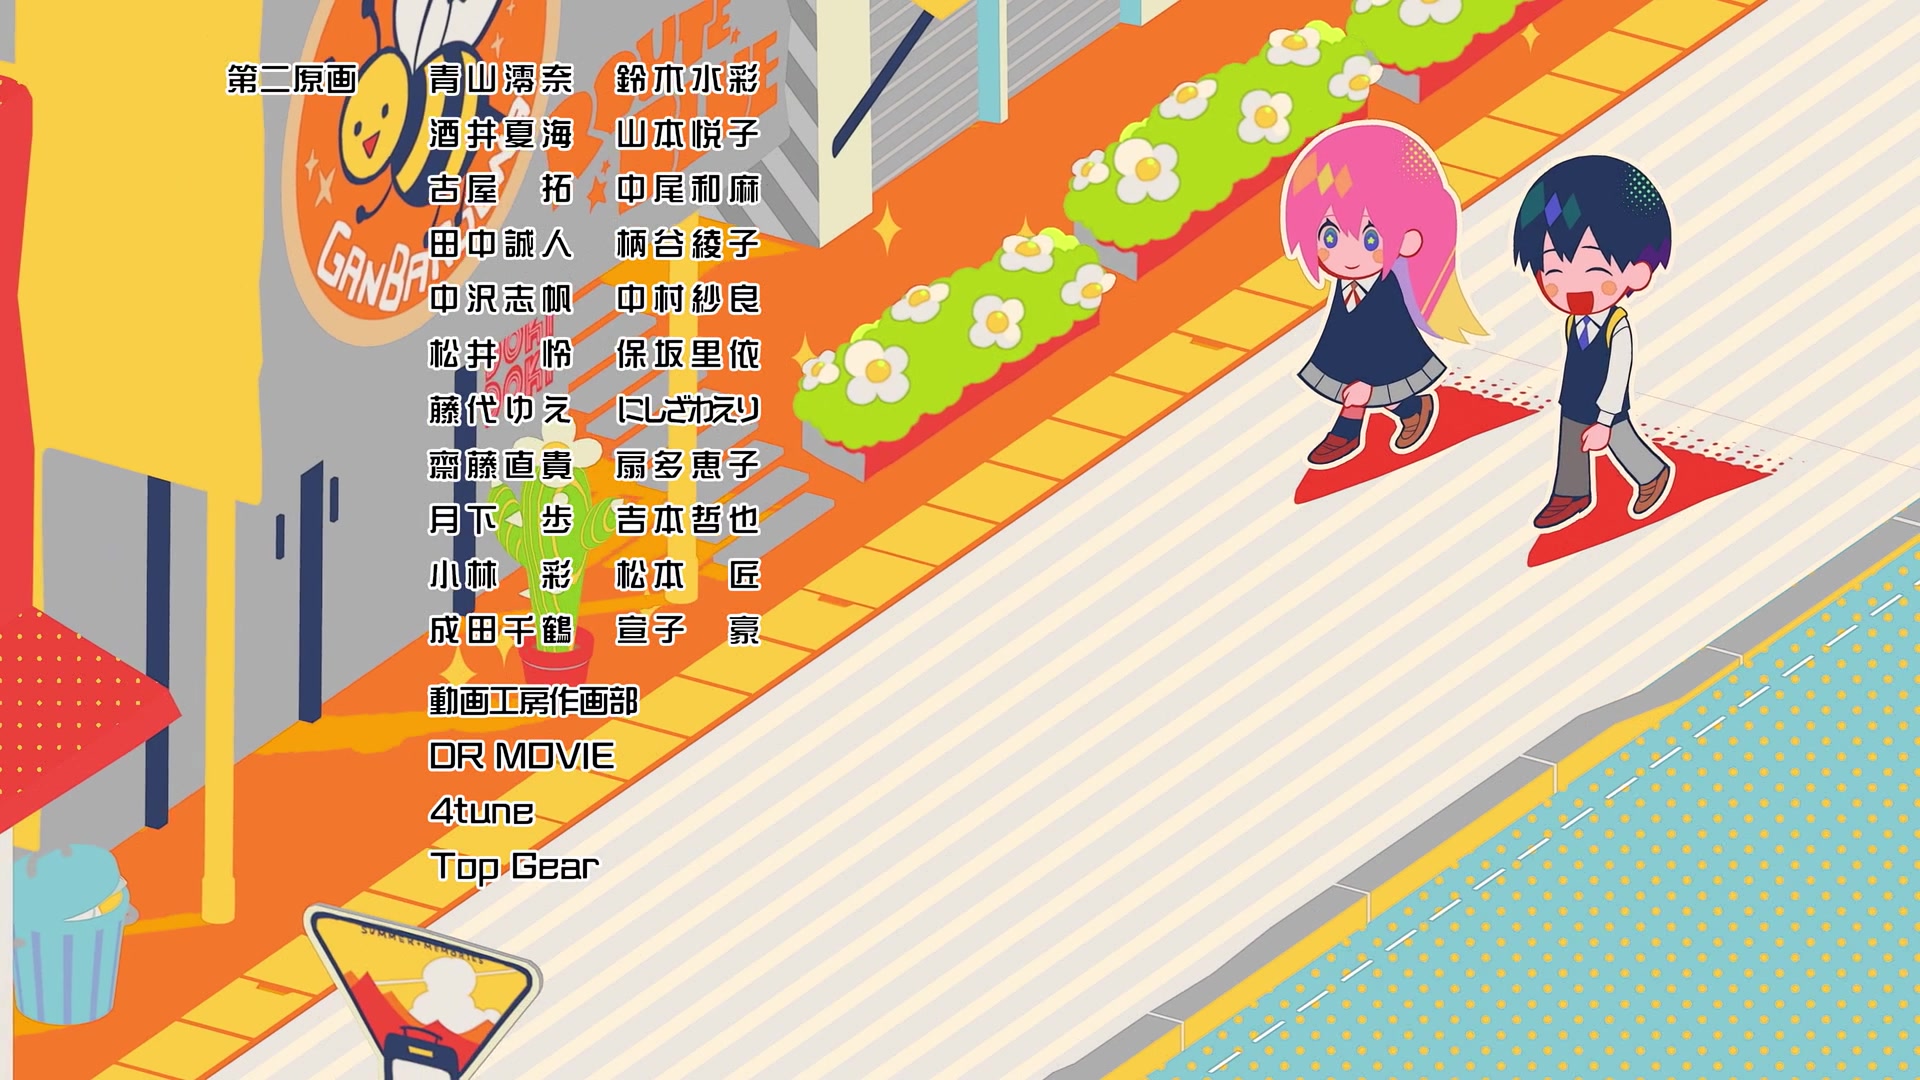 第二原画 青山澪奈 鈴木水彩
酒井夏海 山本悦子
古屋 拓 中尾和麻
田中誠人 柄谷綾子
中沢志帆 中村紗良
松井 怜 保坂里依
藤代ゆえ にしざわえり
齋藤直貴 扇多恵子
月下 歩 吉本哲也
小林 彩 松本 匠
成田千鶴 宣子 豪
動画工房作画部
DR MOVIE
4tune
Top Gear
SUMMER★MEMORIES